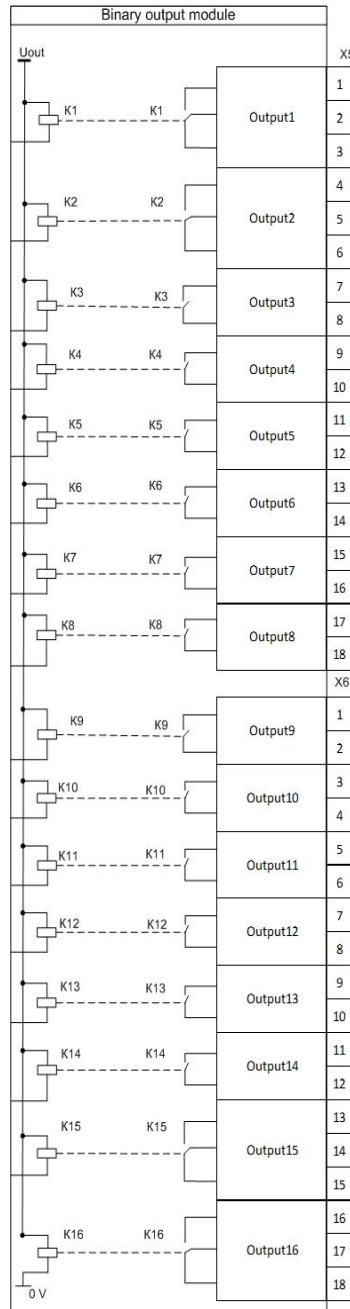 Binary output module
Uout
X5
K1 K1 Output1 1
2
3
K2 K2 Output2 4
5
6
K3 K3 Output3 7
8
K4 K4 Output4 9
10
K5 K5 Output5 11
12
K6 K6 Output6 13
14
K7 K7 Output7 15
16
K8 K8 Output8 17
18
X6
K9 K9 Output9 1
2
K10 K10 Output10 3
4
K11 K11 Output11 5
6
K12 K12 Output12 7
8
K13 K13 Output13 9
10
K14 K14 Output14 11
12
K15 K15 Output15 13
14
15
K16 K16 Output16 16
17
18
0 V